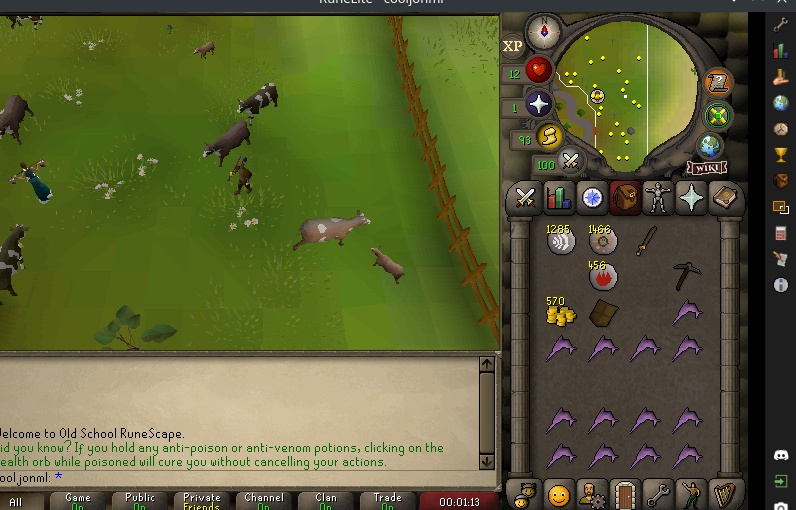 RuneLite - cooljonml
N
XP
12
1
93
100
WIKI
1285
1466
456
570
Welcome to Old School RuneScape.
id you know? If you hold any anti-poison or anti-venom potions, clicking on the
ealth orb while poisoned will cure you without cancelling your actions.
ool jonml: *
All
Game
On
Public
On
Private
Friends
Channel
On
Clan
On
Trade
On
00:01:13